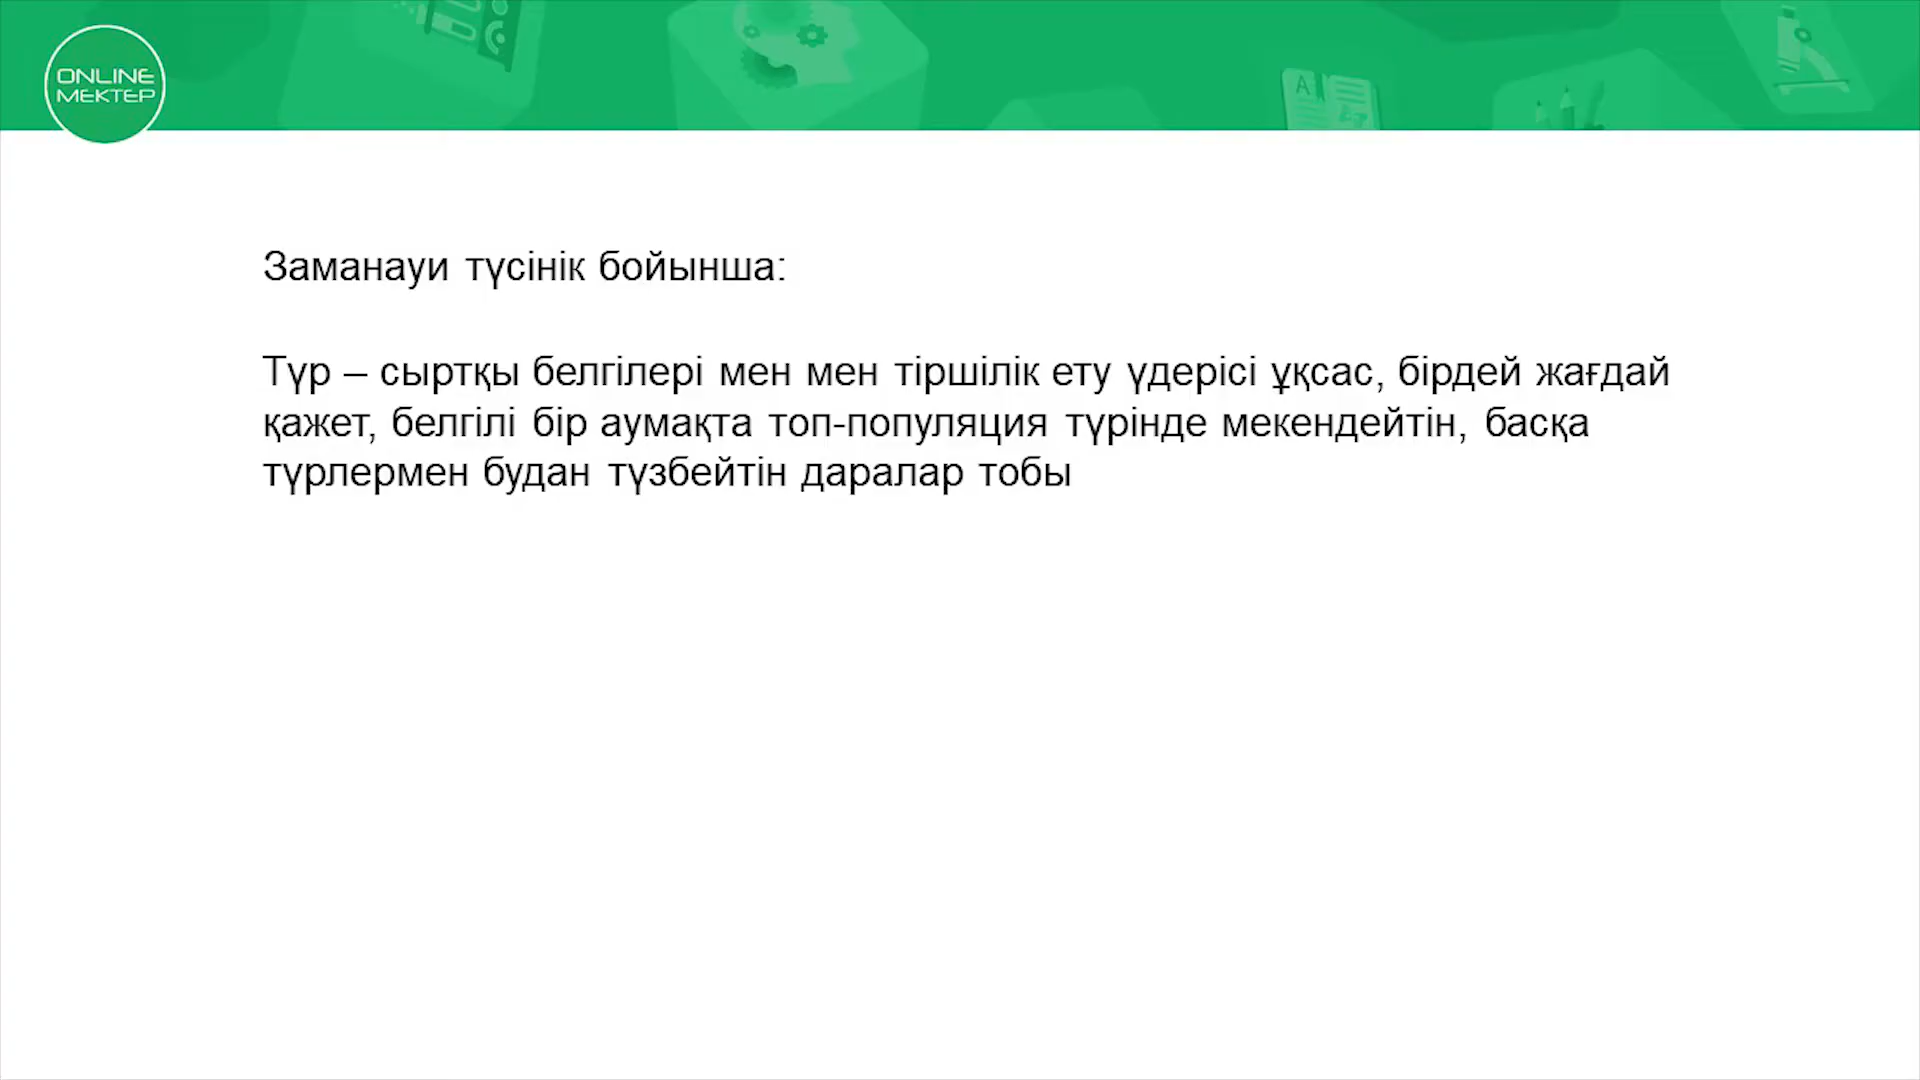 ONLINE
MEKTEP
A
Заманауи түсінік бойынша:
Түр – сыртқы белгілері мен мен тіршілік ету үдерісі ұқсас, бірдей жағдай
қажет, белгілі бір аумақта топ-популяция түрінде мекендейтін, басқа
түрлермен будан түзбейтін даралар тобы